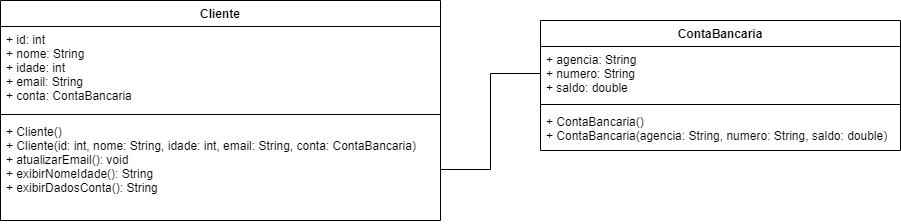 Cliente
+ id: int
+ nome: String
+ idade: int
+ email: String
+ conta: ContaBancaria
+ Cliente()
+ Cliente(id: int, nome: String, idade: int, email: String, conta: ContaBancaria)
+ atualizarEmail(): void
+ exibirNomeIdade(): String
+ exibirDadosConta(): String
ContaBancaria
+ agencia: String
+ numero: String
+ saldo: double
+ ContaBancaria()
+ ContaBancaria(agencia: String, numero: String, saldo: double)